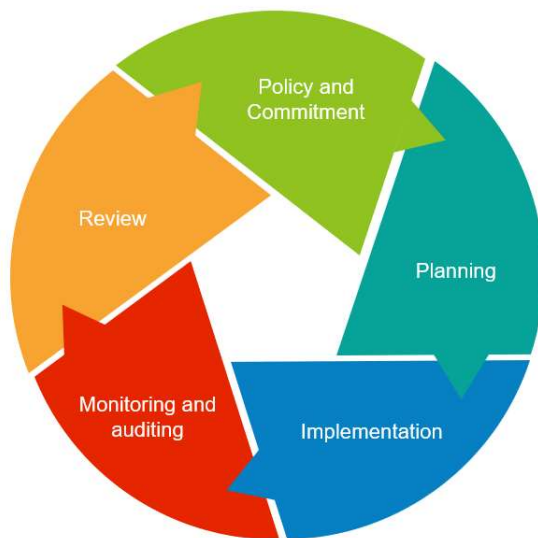 Policy and
Commitment
Planning
Implementation
Monitoring and
auditing
Review